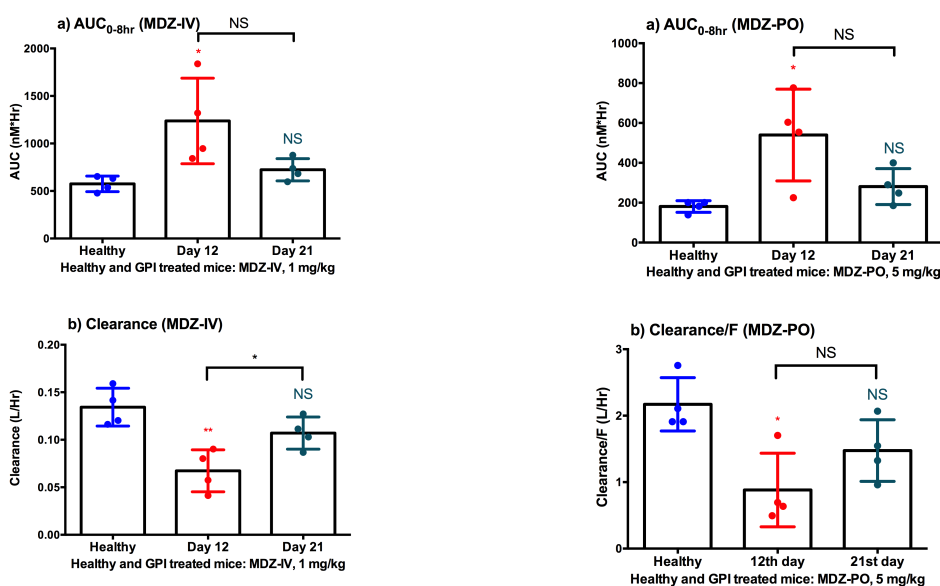 a) AUC0-8hr (MDZ-IV)
NS
2000
1500
1000
500
0
AUC (nM*Hr)
*
NS
Healthy Day 12 Day 21
Healthy and GPI treated mice: MDZ-IV, 1 mg/kg
a) AUC0-8hr (MDZ-PO)
NS
1000
800
600
400
200
0
AUC (nM*Hr)
*
NS
Healthy Day 12 Day 21
Healthy and GPI treated mice: MDZ-PO, 5 mg/kg
b) Clearance (MDZ-IV)
0.20
0.15
0.10
0.05
0.00
Clearance (L/Hr)
*
**
NS
Healthy Day 12 Day 21
Healthy and GPI treated mice: MDZ-IV, 1 mg/kg
b) Clearance/F (MDZ-PO)
3
2
1
0
Clearance/F (L/Hr)
NS
*
NS
Healthy 12th day 21st day
Healthy and GPI treated mice: MDZ-PO, 5 mg/kg